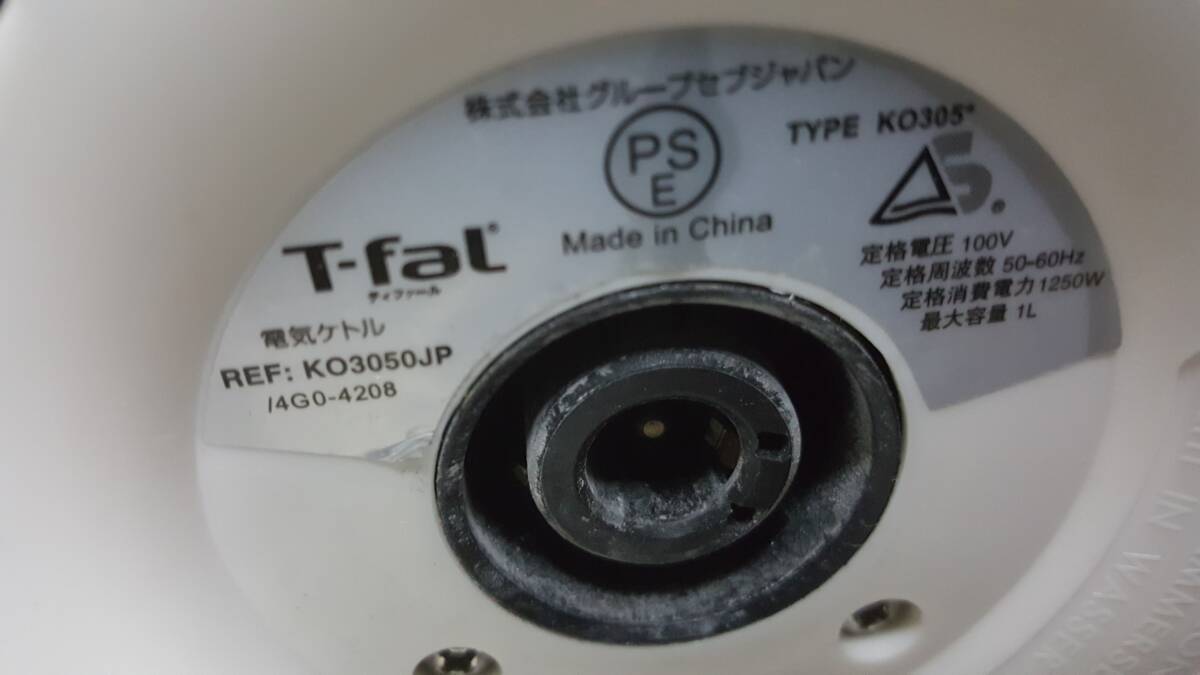 株式会社グループセブジャパン
PS
E
Made in China
TYPE KO305*
S
®
定格電圧 100V
定格周波数 50-60Hz
定格消費電力 1250W
最大容量 1L
T-fal®
ティファール
電気ケトル
REF: KO3050JP
/4G0-4208
IN WASSER